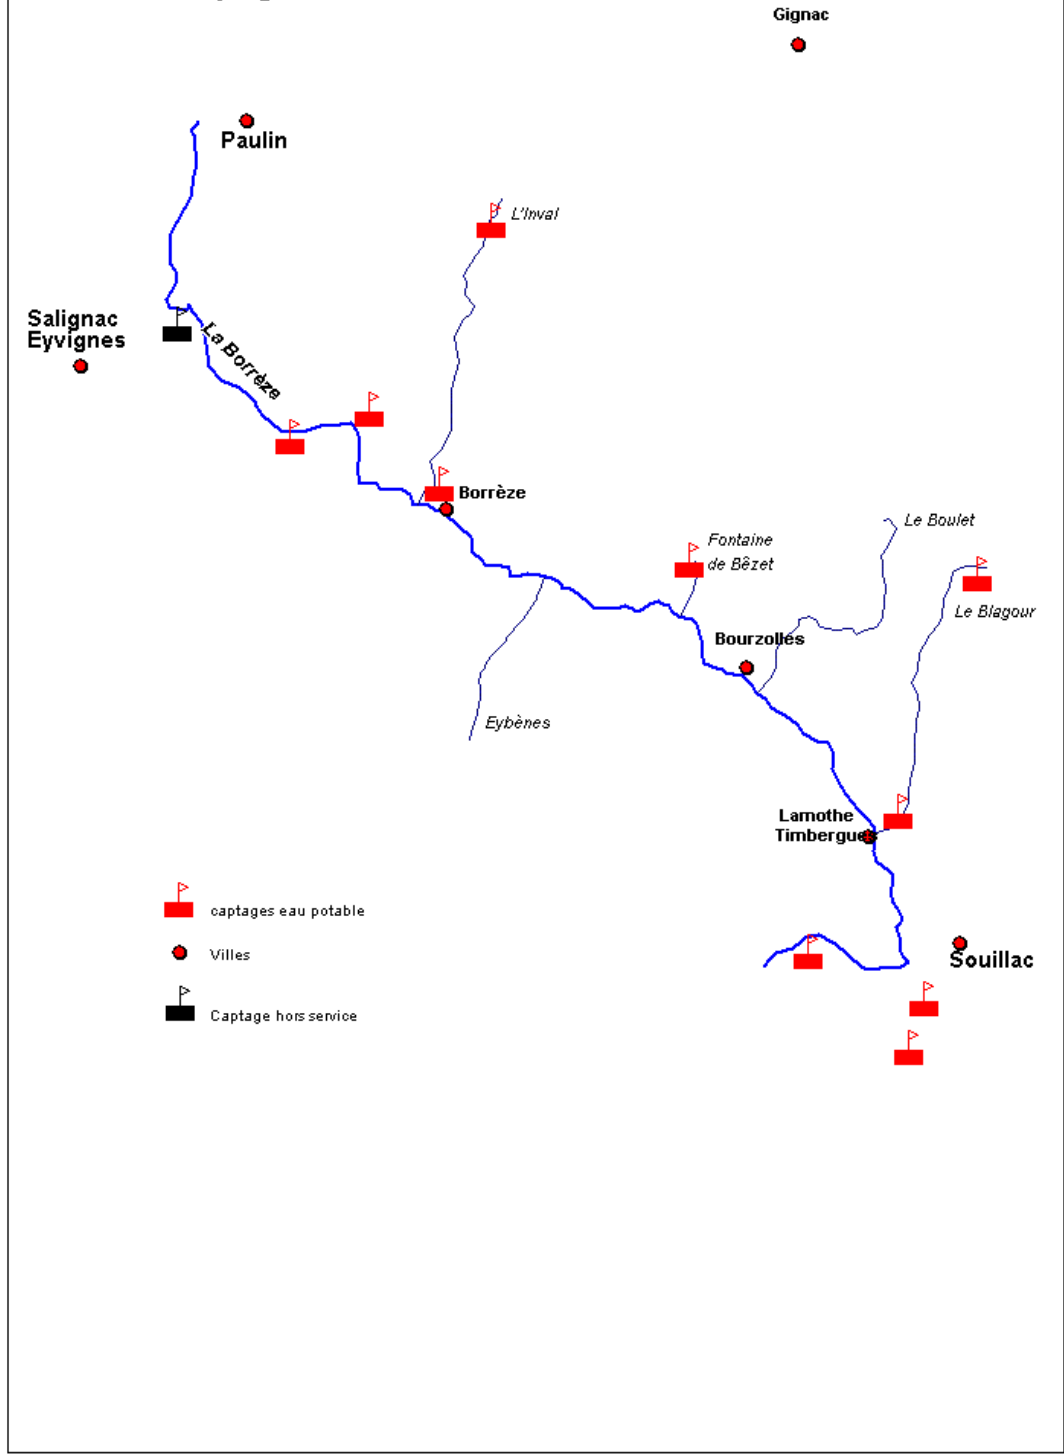 Gignac
Paulin
L'Inval
Salignac
Eyvignes
La Borrèze
Borrèze
Le Boulet
Fontaine
de Bêzet
Le Blagour
Bourzolles
Eybènes
Lamothe
Timbergues
captages eau potable
Villes
Souillac
Captage hors service